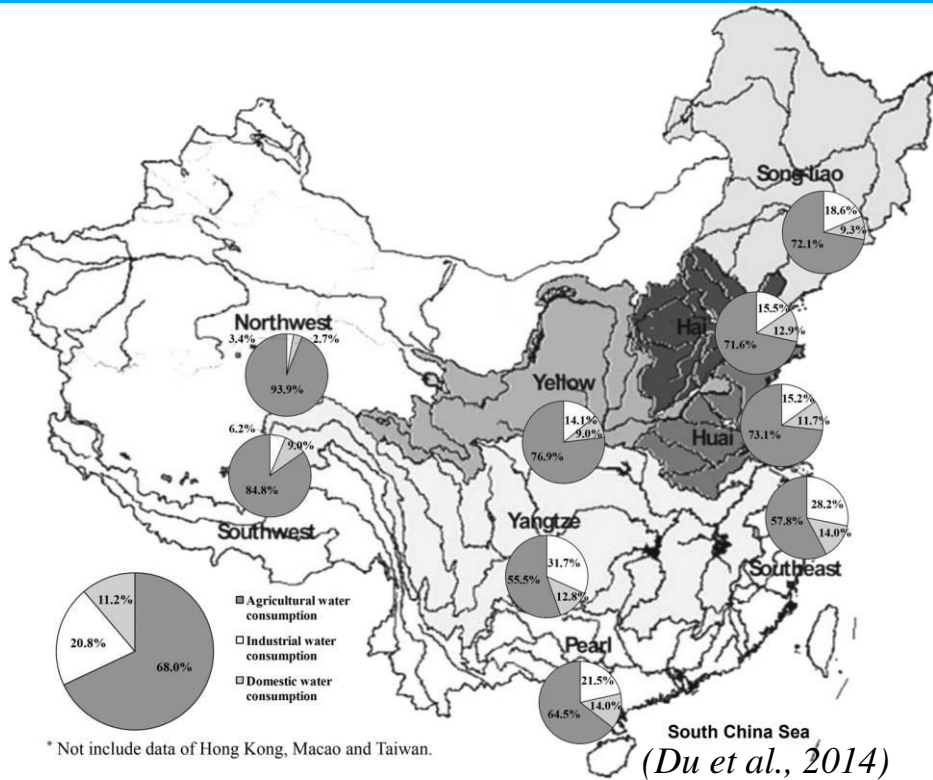 Song-liao
18.6%
9.3%
72.1%
Hai
15.5%
12.9%
71.6%
Northwest
3.4%
2.7%
93.9%
Yellow
14.1%
9.0%
76.9%
Huai
15.2%
11.7%
73.1%
6.2%
9.0%
84.8%
Southwest
Yangtze
31.7%
12.8%
55.5%
28.2%
14.0%
57.8%
Southeast
Pearl
21.5%
14.0%
64.5%
11.2%
20.8%
68.0%
Agricultural water
consumption
Industrial water
consumption
Domestic water
consumption
South China Sea
* Not include data of Hong Kong, Macao and Taiwan.
(Du et al., 2014)